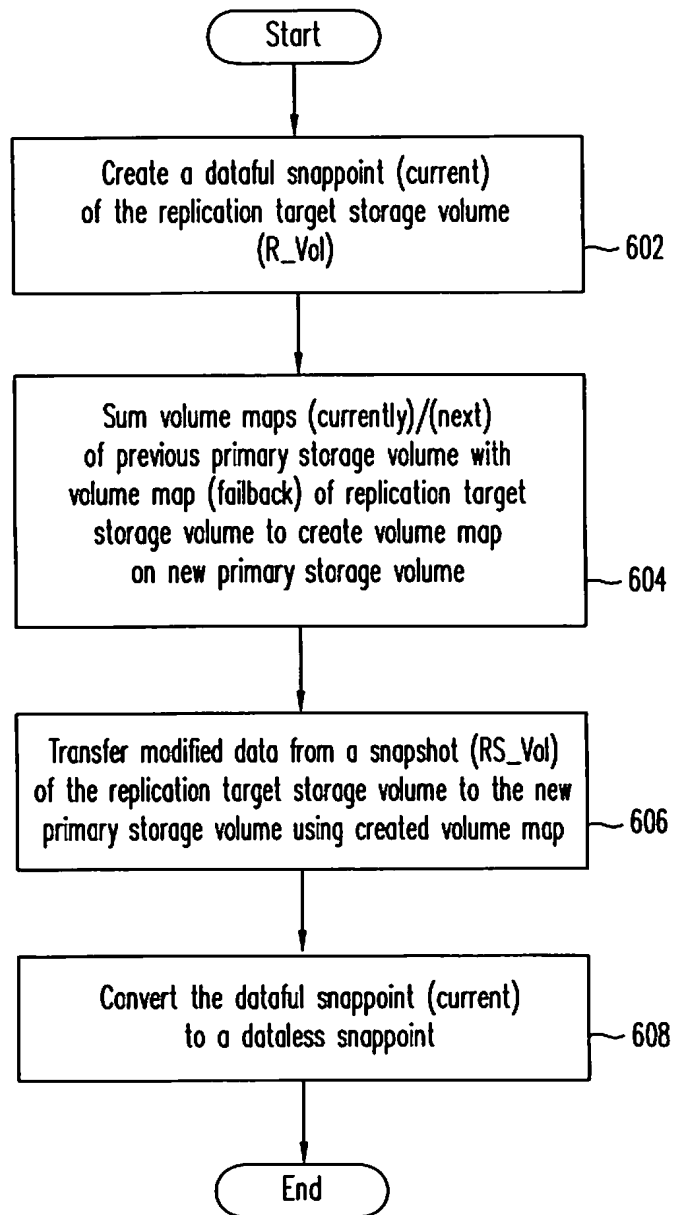 Start
Create a dataful snappoint (current)
of the replication target storage volume
(R_Vol)
602
Sum volume maps (currently)/(next)
of previous primary storage volume with
volume map (failback) of replication target
storage volume to create volume map
on new primary storage volume
604
Transfer modified data from a snapshot (RS_Vol)
of the replication target storage volume to the new
primary storage volume using created volume map
606
Convert the dataful snappoint (current)
to a dataless snappoint
608
End